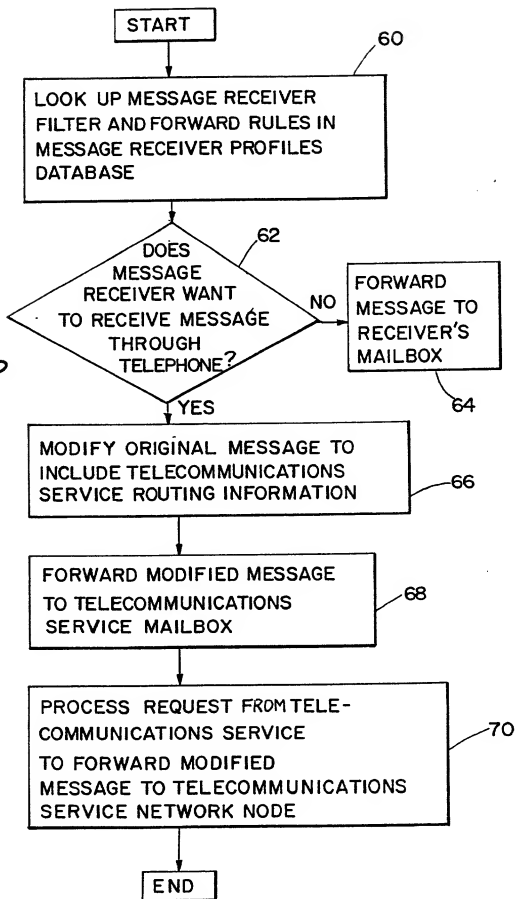 START
60
LOOK UP MESSAGE RECEIVER
FILTER AND FORWARD RULES IN
MESSAGE RECEIVER PROFILES
DATABASE
62
DOES
MESSAGE
RECEIVER WANT
TO RECEIVE MESSAGE
THROUGH
TELEPHONE?
NO
FORWARD
MESSAGE TO
RECEIVER'S
MAILBOX
64
YES
MODIFY ORIGINAL MESSAGE TO
INCLUDE TELECOMMUNICATIONS
SERVICE ROUTING INFORMATION
66
FORWARD MODIFIED MESSAGE
TO TELECOMMUNICATIONS
SERVICE MAILBOX
68
PROCESS REQUEST FROM TELE-
COMMUNICATIONS SERVICE
TO FORWARD MODIFIED
MESSAGE TO TELECOMMUNICATIONS
SERVICE NETWORK NODE
70
END